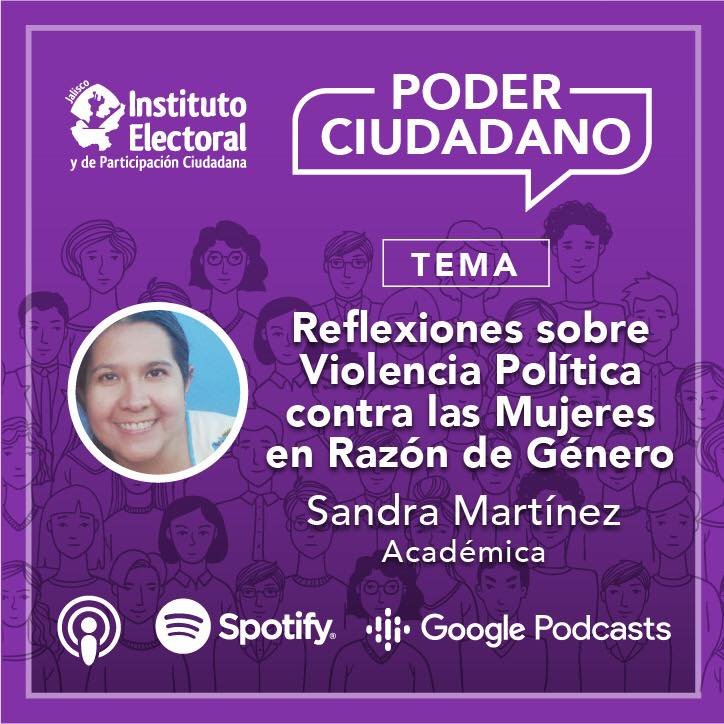 Jalisco
Instituto
Electoral
y de Participación Ciudadana
PODER
CIUDADANO
TEMA
Reflexiones sobre
Violencia Política
contra las Mujeres
en Razón de Género
Sandra Martínez
Académica
Spotify®
Google Podcasts